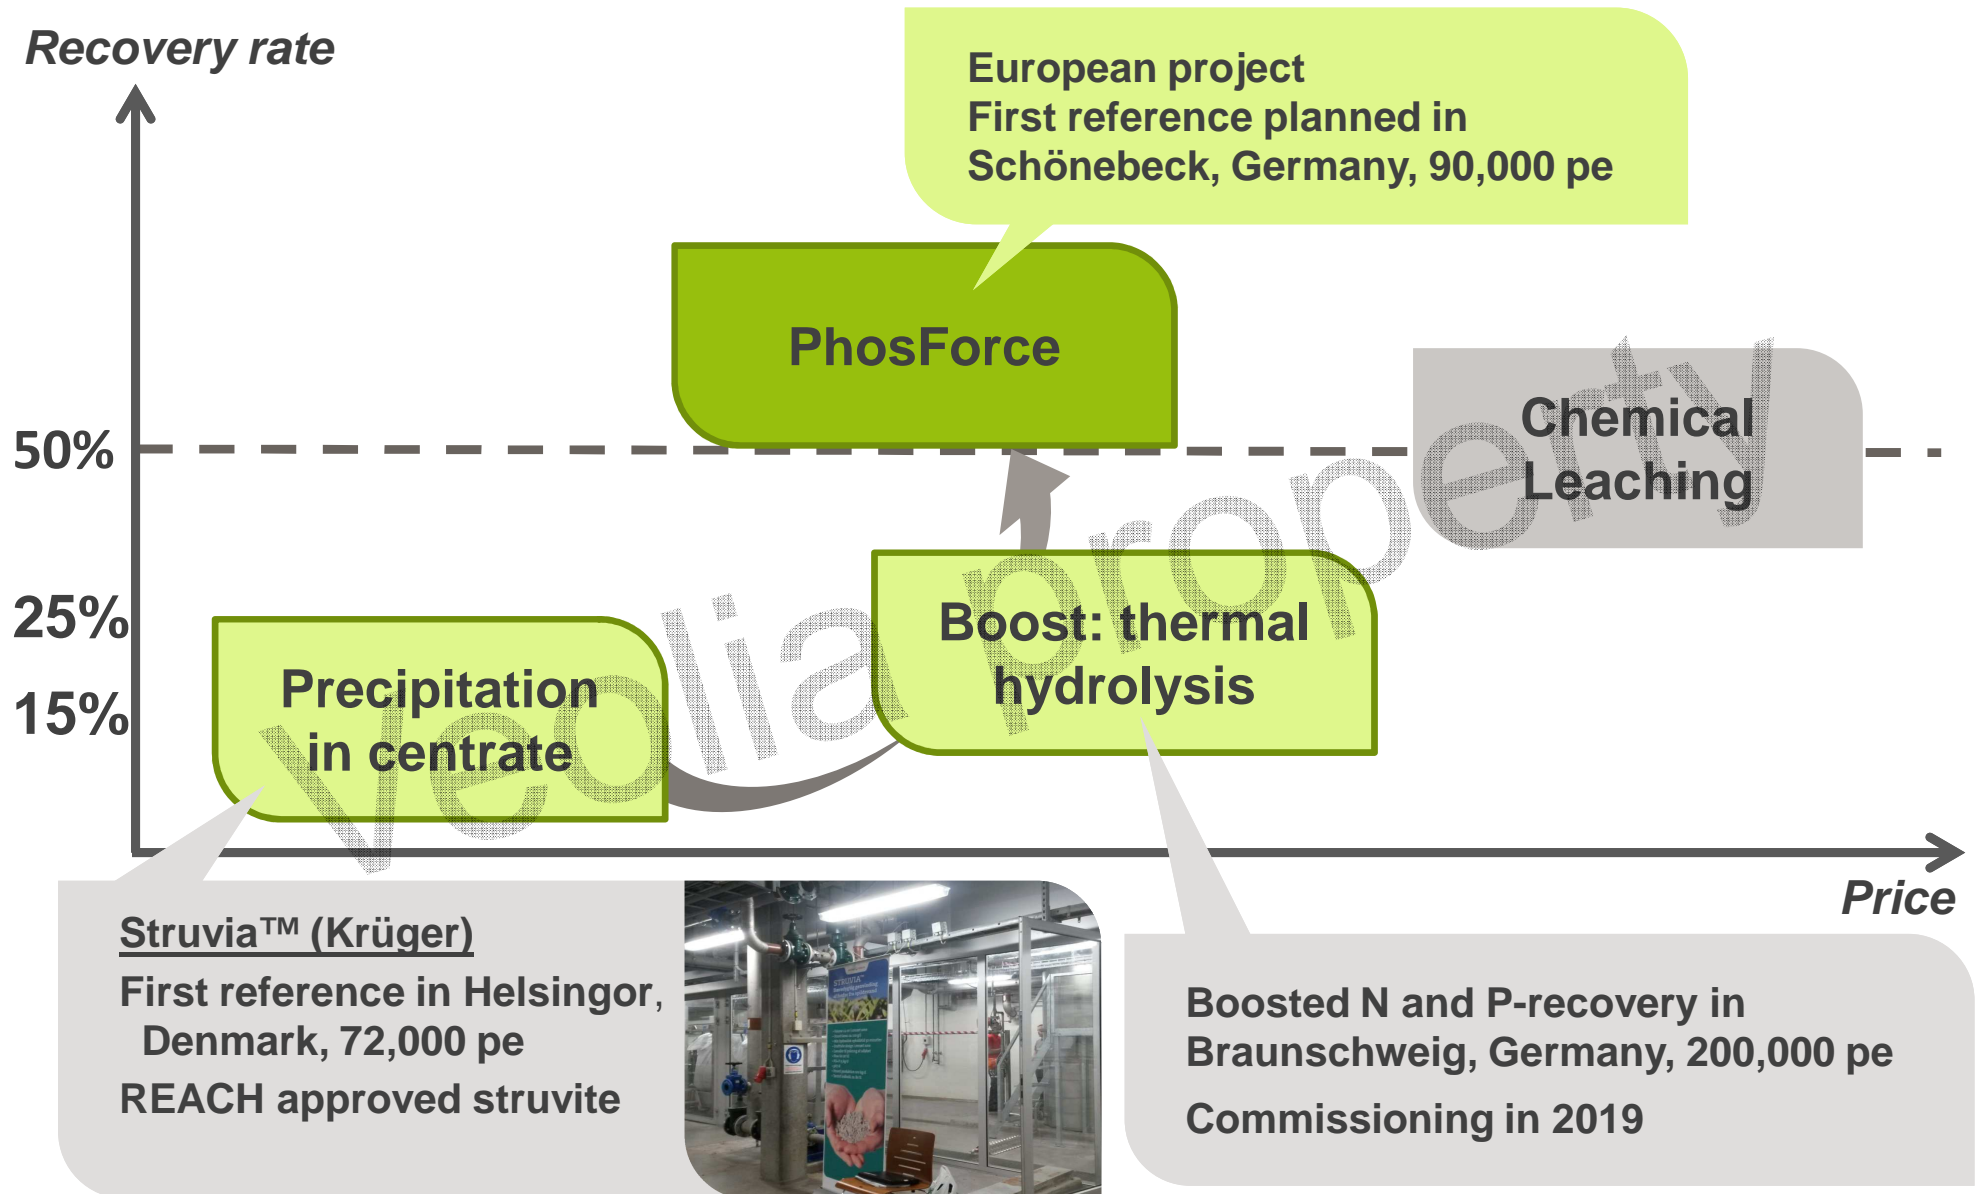 Recovery rate
European project
First reference planned in
Schönebeck, Germany, 90,000 pe
PhosForce
Chemical
Leaching
50%
25%
15%
Boost: thermal
hydrolysis
Precipitation
in centrate
Veolia property
Price
Struvia™ (Krüger)
First reference in Helsingor,
Denmark, 72,000 pe
REACH approved struvite
STRUVIA™
Boosted N and P-recovery in
Braunschweig, Germany, 200,000 pe
Commissioning in 2019